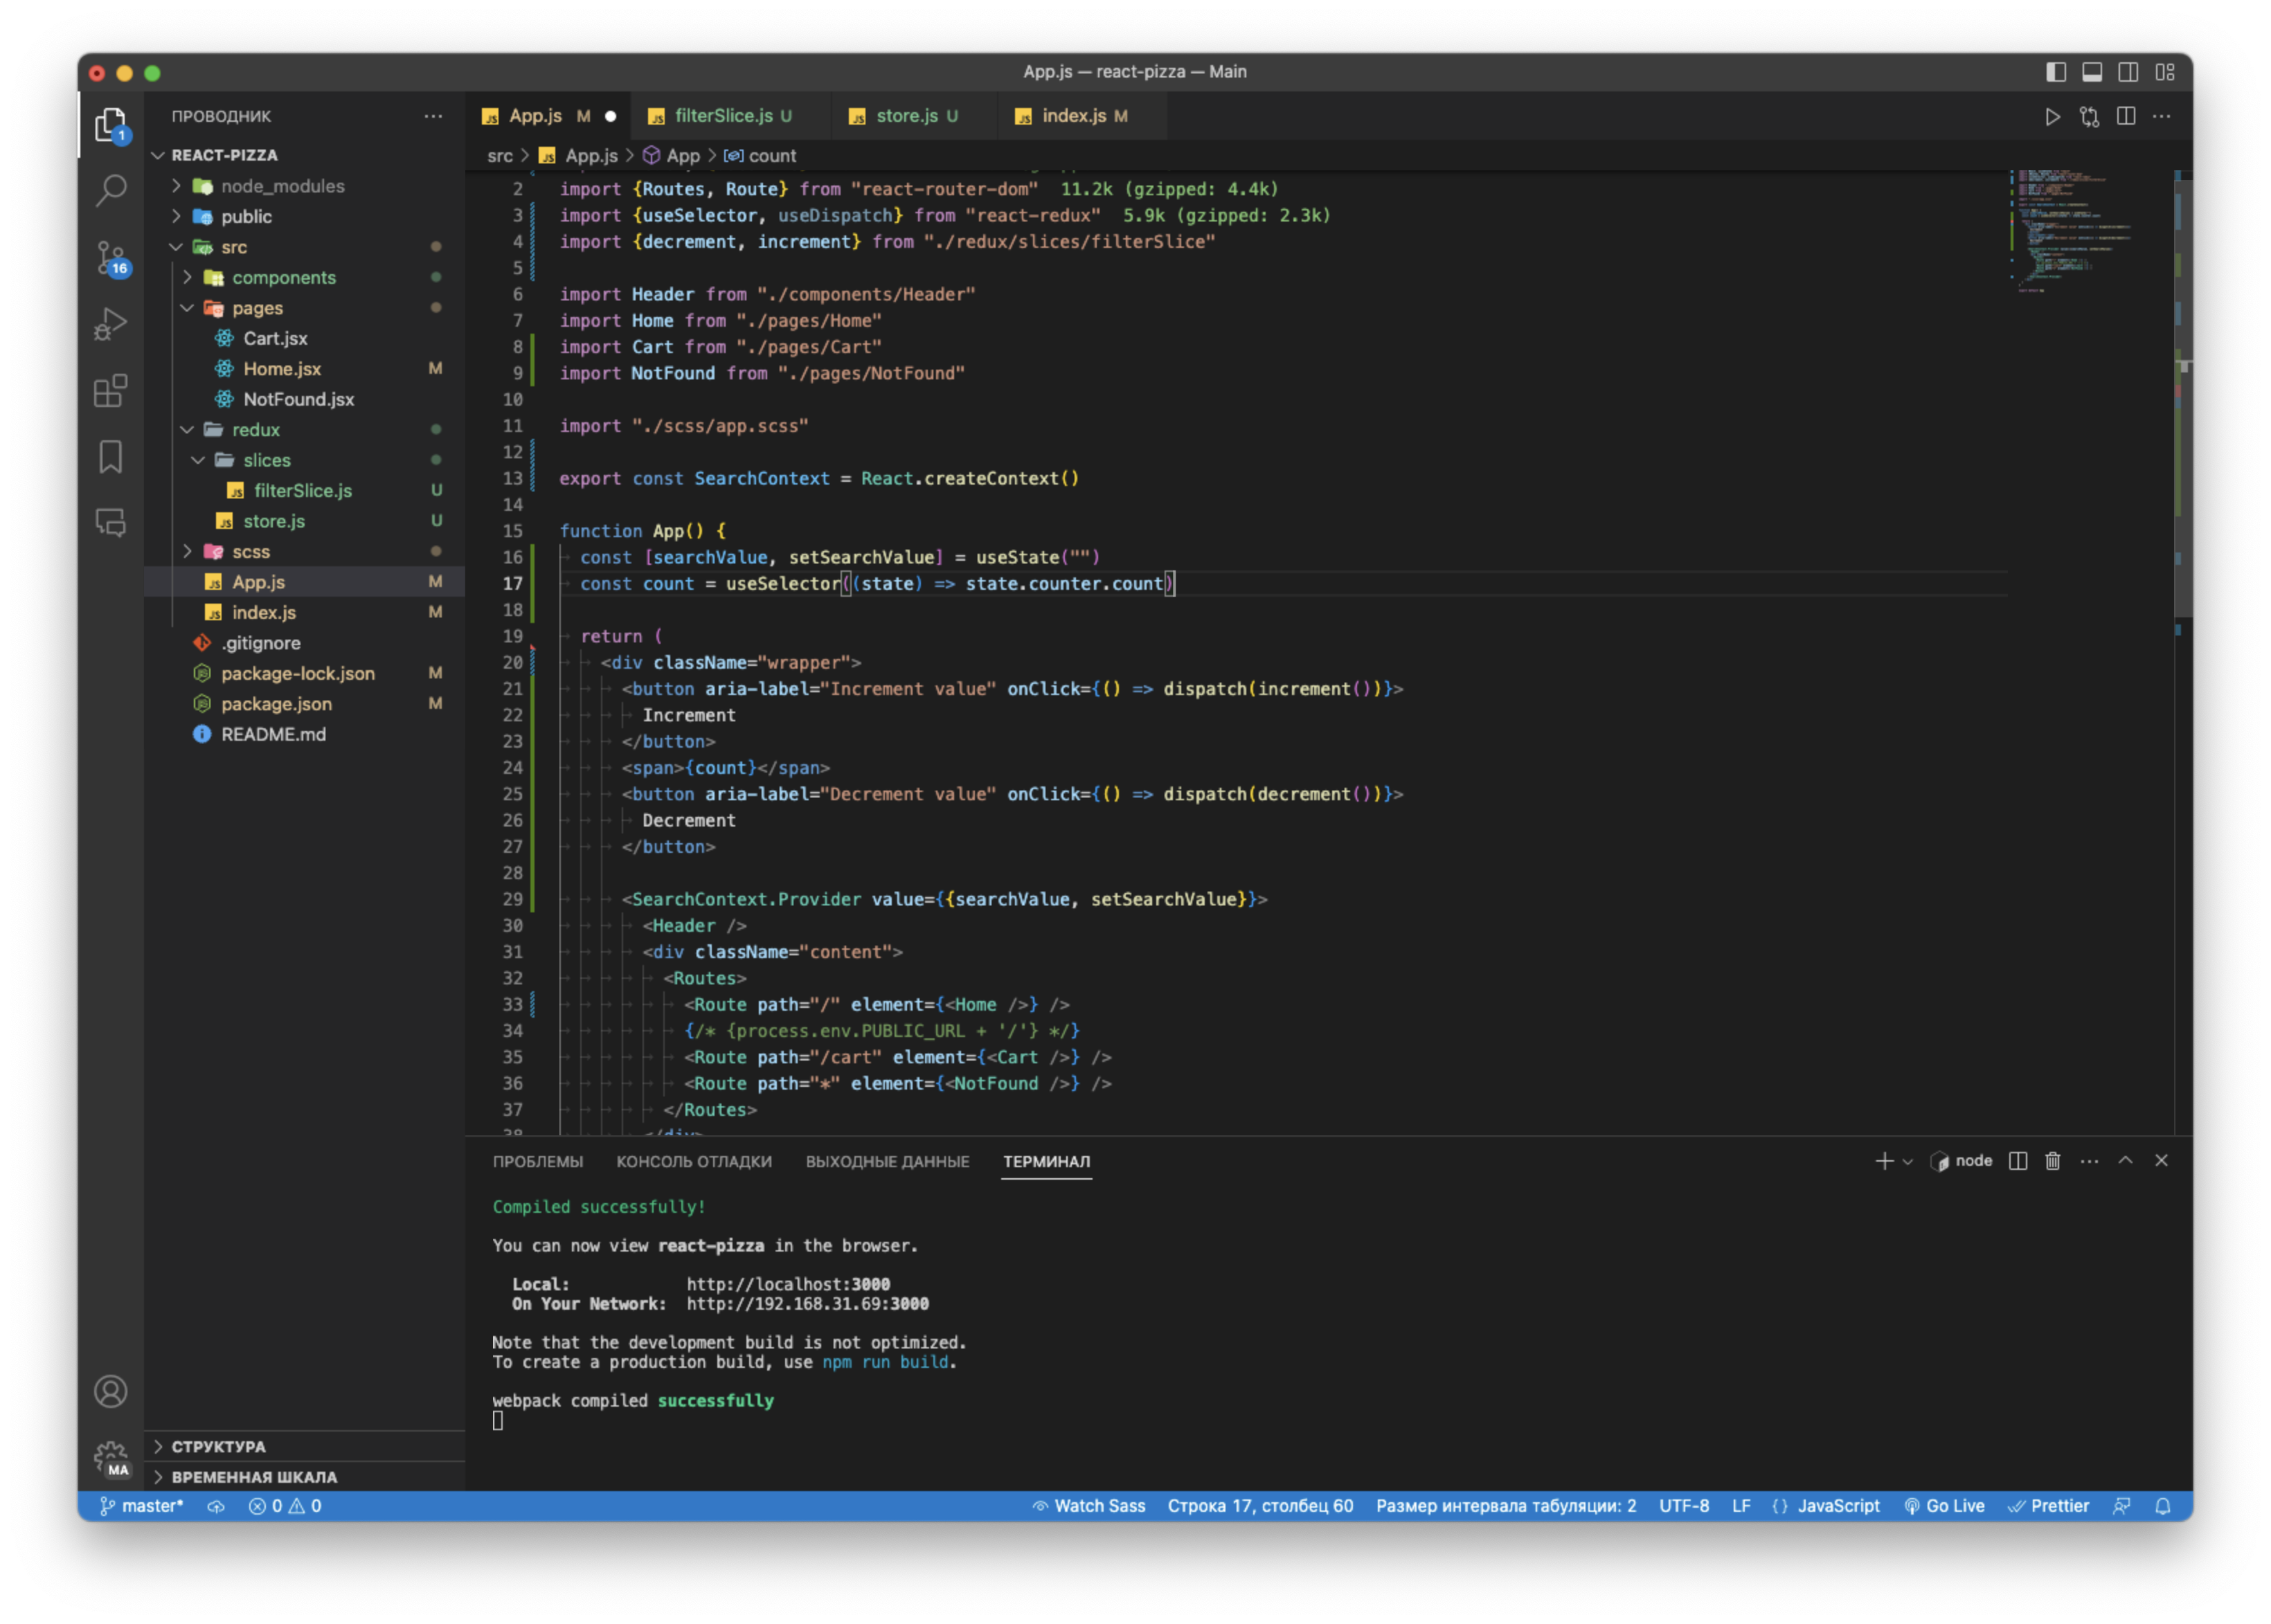 App.js — react-pizza — Main
ПРОВОДНИК
App.js M
filterSlice.js U
store.js U
index.js M
1
src > App.js > App > count
REACT-PIZZA
node_modules
public
src
components
pages
Cart.jsx
Home.jsx M
NotFound.jsx
redux
slices
filterSlice.js U
store.js U
scss
App.js M
index.js M
.gitignore
package-lock.json M
package.json M
README.md
16
СТРУКТУРА
ВРЕМЕННАЯ ШКАЛА
MA
2 import {Routes, Route} from "react-router-dom" 11.2k (gzipped: 4.4k)
3 import {useSelector, useDispatch} from "react-redux" 5.9k (gzipped: 2.3k)
4 import {decrement, increment} from "./redux/slices/filterSlice"
5
6 import Header from "./components/Header"
7 import Home from "./pages/Home"
8 import Cart from "./pages/Cart"
9 import NotFound from "./pages/NotFound"
10
11 import "./scss/app.scss"
12
13 export const SearchContext = React.createContext()
14
15 function App() {
16 const [searchValue, setSearchValue] = useState("")
17 const count = useSelector((state) => state.counter.count)
18
19 return (
20 <div className="wrapper">
21 <button aria-label="Increment value" onClick={() => dispatch(increment())}>
22 Increment
23 </button>
24 <span>{count}</span>
25 <button aria-label="Decrement value" onClick={() => dispatch(decrement())}>
26 Decrement
27 </button>
28
29 <SearchContext.Provider value={{searchValue, setSearchValue}}>
30 <Header />
31 <div className="content">
32 <Routes>
33 <Route path="/" element={<Home />} />
34 {/* {process.env.PUBLIC_URL + '/'} */}
35 <Route path="/cart" element={<Cart />} />
36 <Route path="*" element={<NotFound />} />
37 </Routes>
38 </div>
ПРОБЛЕМЫ КОНСОЛЬ ОТЛАДКИ ВЫХОДНЫЕ ДАННЫЕ ТЕРМИНАЛ
node
Compiled successfully!
You can now view react-pizza in the browser.
Local: http://localhost:3000
On Your Network: http://192.168.31.69:3000
Note that the development build is not optimized.
To create a production build, use npm run build.
webpack compiled successfully
master* 0 0 Watch Sass Строка 17, столбец 60 Размер интервала табуляции: 2 UTF-8 LF {} JavaScript Go Live Prettier